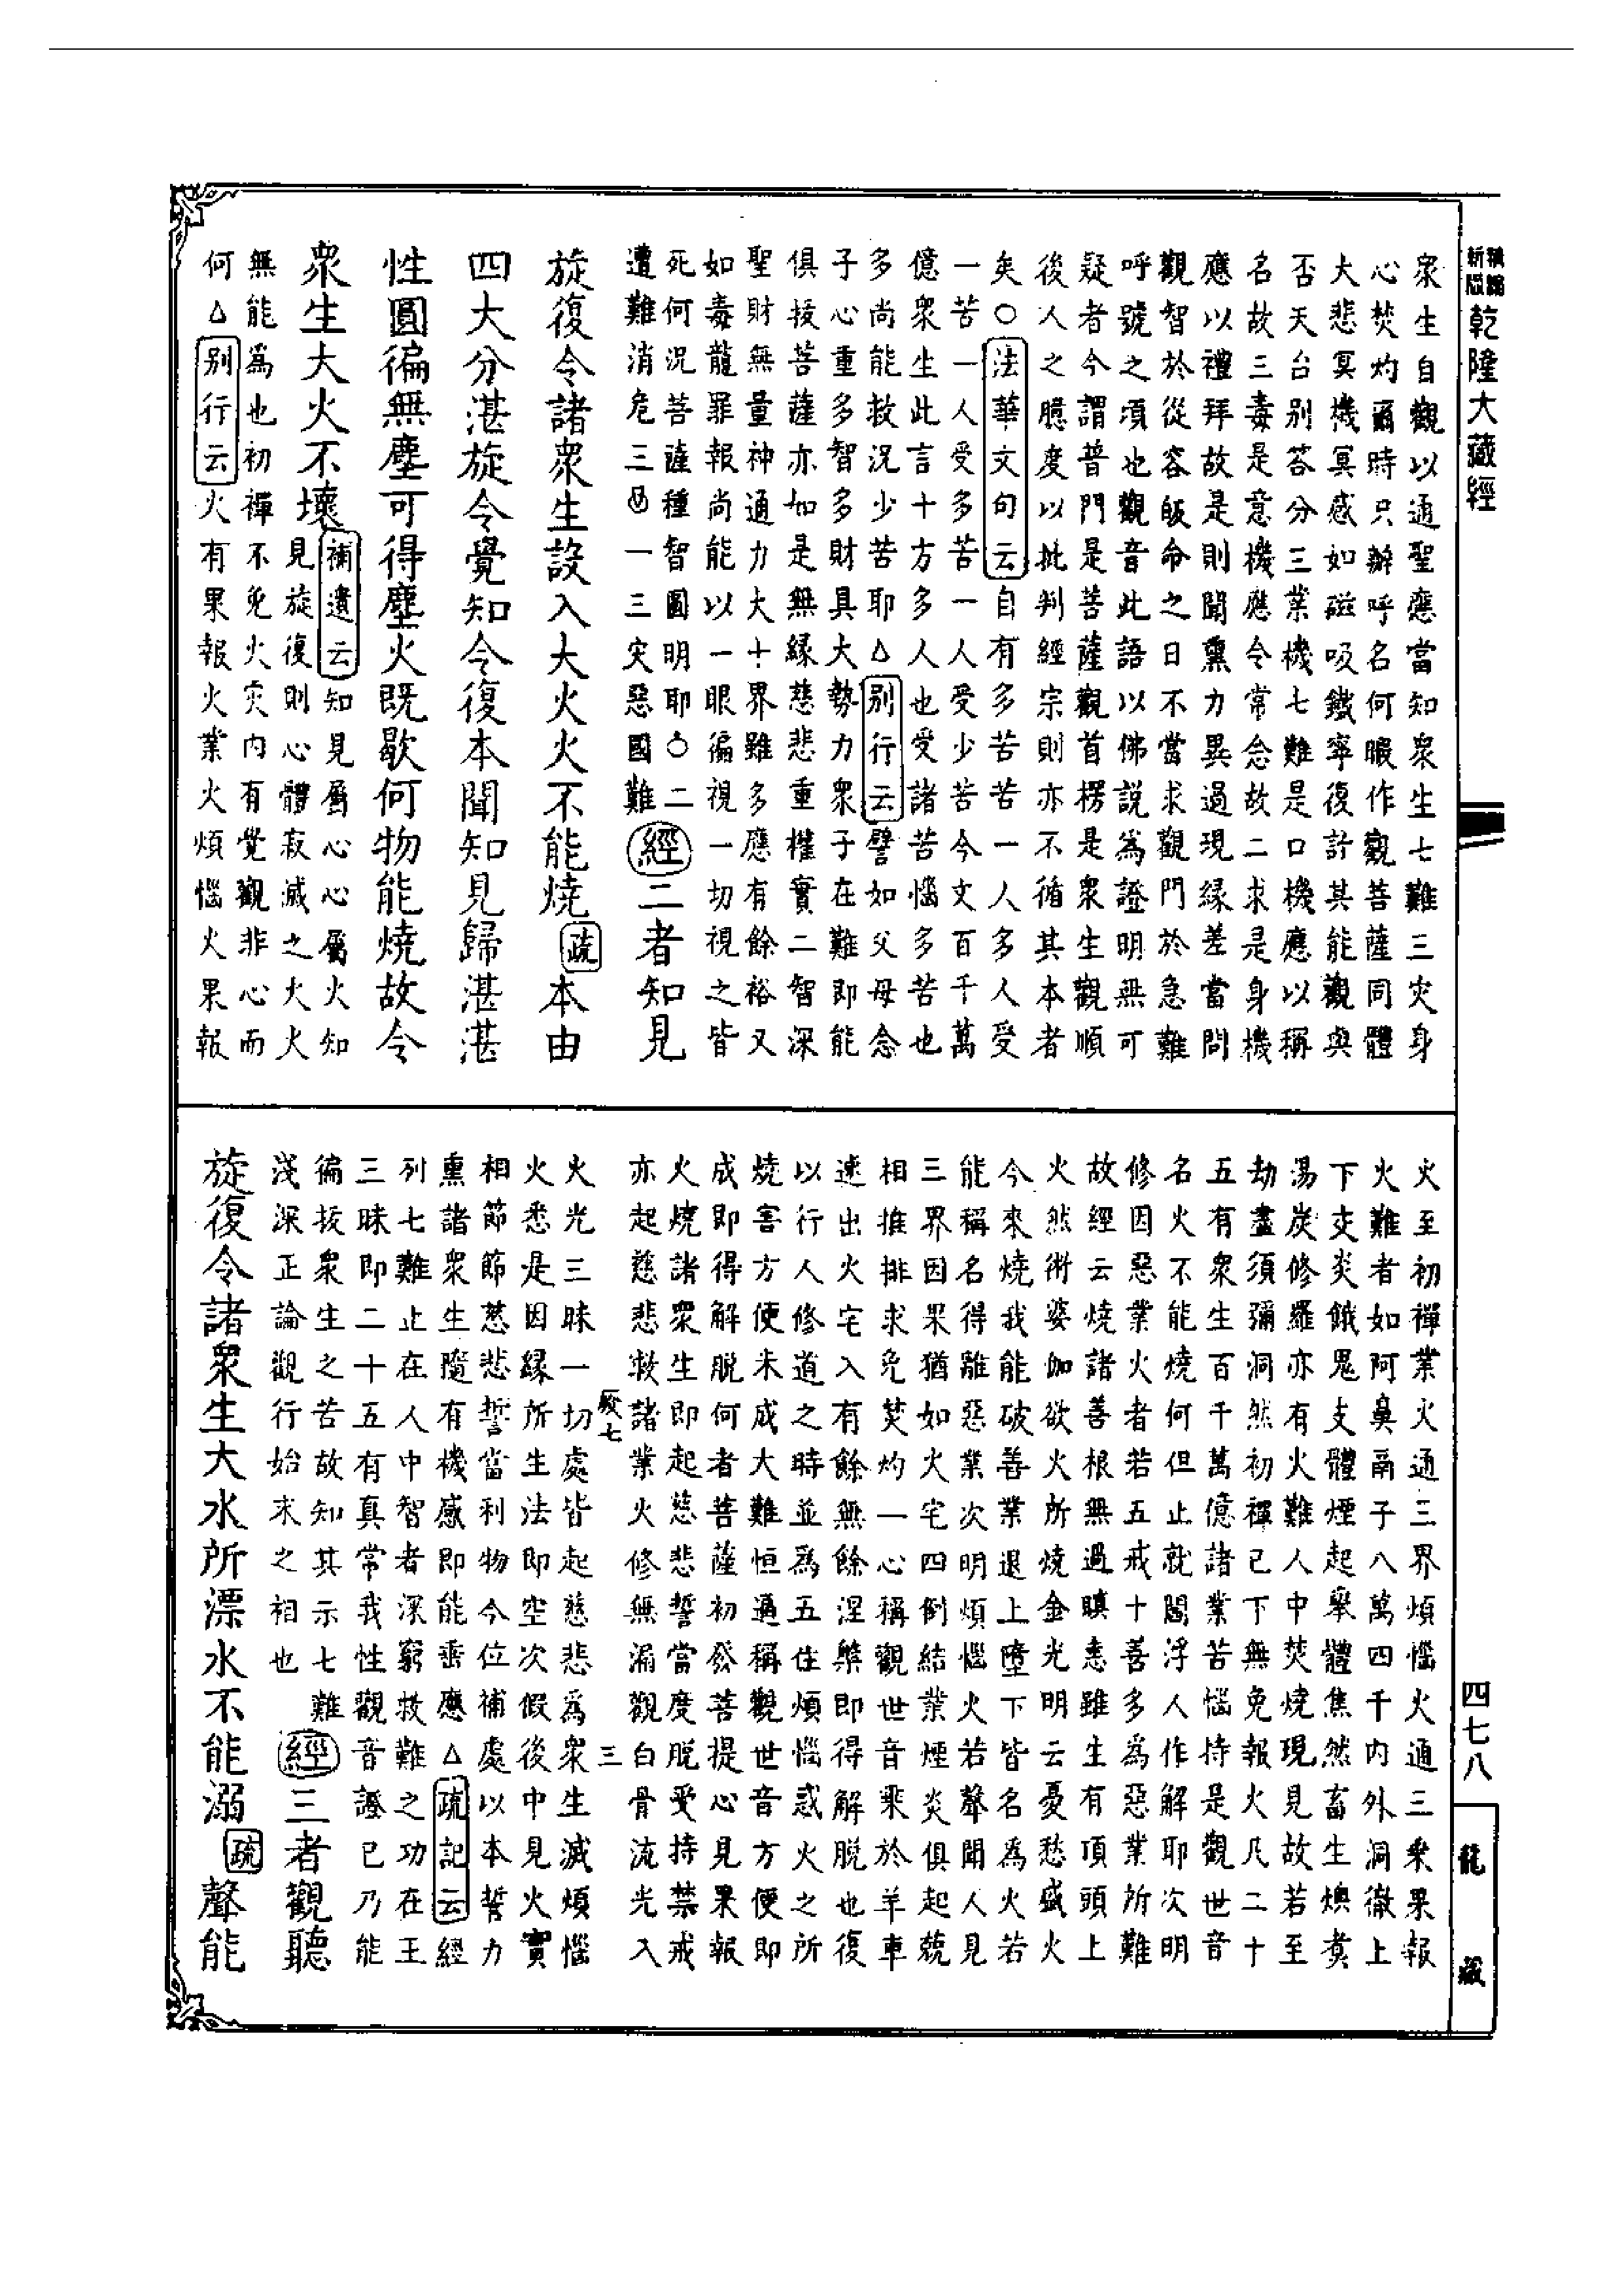 新編縮版乾隆大藏經
眾生自觀以通聖應當知眾生七難三灾身
心焚灼爾時只辦呼名何暇作觀菩薩同體
大悲冥機冥感如磁吸鐵寧復計其能觀與
否天台別答分三業機七難是口機應以稱
名故三毒是意機應令常念故二求是身機
應以禮拜故是則聞熏力異過現緣差當問
觀智於從容皈命之日不當求觀門於急難
呼號之頃也觀音此語以佛說為證明無可
疑者今謂普門是菩薩觀首楞是眾生觀順
後人之臆度以批判經宗則亦不循其本者
矣○法華文句云自有多苦苦一人多人受
一苦一人受多苦一人受少苦今文百千萬
億眾生此言十方多人也受諸苦惱多苦也
多尚能救況少苦耶△別行云譬如父母念
子心重多智多財具大勢力眾子在難即能
俱拔菩薩亦如是無緣慈悲重權實二智深
聖財無量神通力大十界雖多應有餘裕又
如毒龍罪報尚能以一眼徧視一切視之皆
死何況菩薩種智圓明耶○二
遭難消危三 一三灾惡國難經二者知見
旋復令諸眾生設入大火火不能燒疏本由
四大分湛旋令覺知令復本聞知見歸湛湛
性圓徧無塵可得塵火既歇何物能燒故令
眾生大火不壞補遺云知見屬心心屬火知
見旋復則心體寂滅之火火
無能為也初禪不免火灾內有覺觀非心而
何△別行云火有果報火業火煩惱火果報
火至初禪業火通三界煩惱火通三乘果報
火難者如阿鼻鬲子八萬四千內外洞徹上
下交炎餓鬼支體煙起舉體焦然畜生燠煑
湯炭修羅亦有火難人中焚燒現見故若至
劫盡須彌洞然初禪已下無免報火凡二十
五有眾生百千萬億諸業苦惱持是觀世音
名火不能燒何但止就閻浮人作解耶次明
修因惡業火者若五戒十善多為惡業所難
故經云燒諸善根無過瞋恚雖生有頂頭上
火然術婆伽欲火所燒金光明云憂愁盛火
今來燒我能破善業退上墮下皆名為火若
能稱名得離惡業次明煩惱火若聲聞人見
三界因果猶如火宅四倒結業煙炎俱起競
相推排求免焚灼一心稱觀世音乘於羊車
速出火宅入有餘無餘涅槃即得解脫也復
以行人修道之時並為五住煩惱惑火之所
燒害方便未成大難恒逼稱觀世音方便即
成即得解脫何者菩薩初發菩提心見果報
火燒諸眾生即起慈悲誓當度脫受持禁戒
亦起慈悲救諸業火修無漏觀白骨流光入
七　三
火光三昧一切處皆起慈悲為眾生滅煩惱
火悉是因緣所生法即空次假後中見火實
相節節慈悲誓當利物今位補處以本誓力
熏諸眾生隨有機感即能垂應△疏記云經
列七難止在人中智者深窮救難之功在王
三昧即二十五有真常我性觀音證已乃能
徧拔眾生之苦故知其示七難
淺深正論觀行始末之相也經三者觀聽
旋復令諸眾生大水所漂水不能溺疏聲能
四七八
龍藏